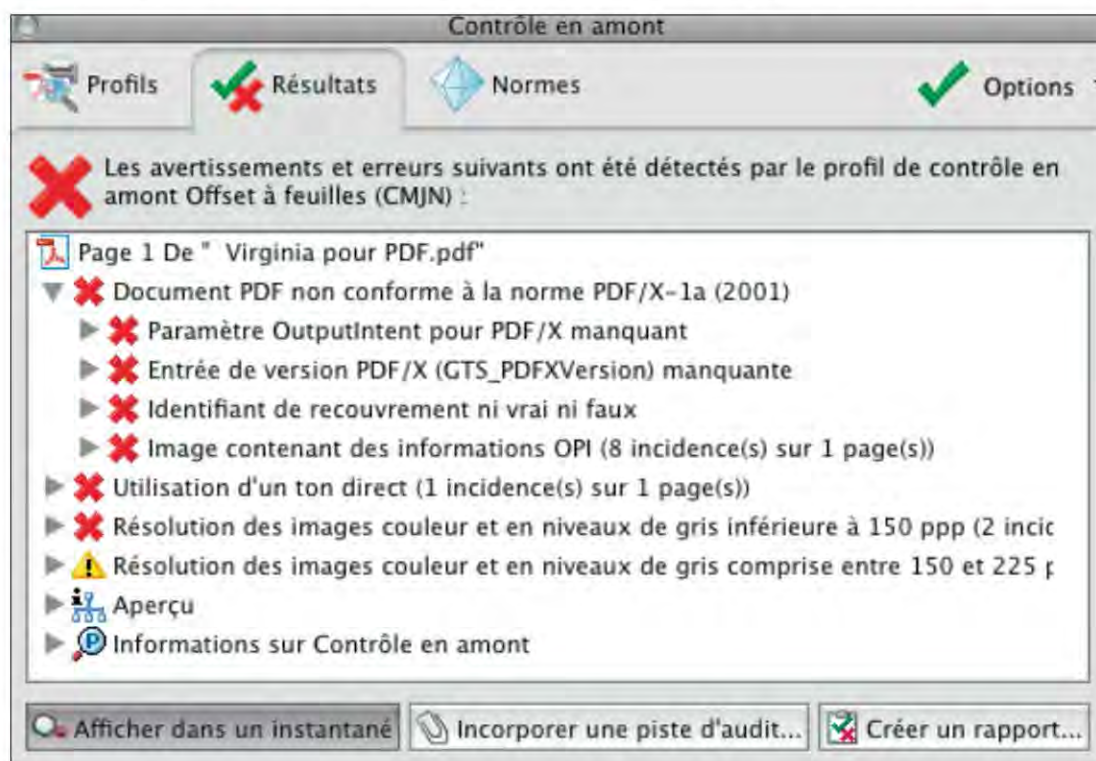 Contrôle en amont
Profils
Résultats
Normes
Options
Les avertissements et erreurs suivants ont été détectés par le profil de contrôle en
amont Offset à feuilles (CMJN) :
Page 1 De " Virginia pour PDF.pdf"
Document PDF non conforme à la norme PDF/X-1a (2001)
Paramètre OutputIntent pour PDF/X manquant
Entrée de version PDF/X (GTS_PDFXVersion) manquante
Identifiant de recouvrement ni vrai ni faux
Image contenant des informations OPI (8 incidence(s) sur 1 page(s))
Utilisation d'un ton direct (1 incidence(s) sur 1 page(s))
Résolution des images couleur et en niveaux de gris inférieure à 150 ppp (2 incic
Résolution des images couleur et en niveaux de gris comprise entre 150 et 225 p
Aperçu
Informations sur Contrôle en amont
Afficher dans un instantané
Incorporer une piste d'audit...
Créer un rapport...